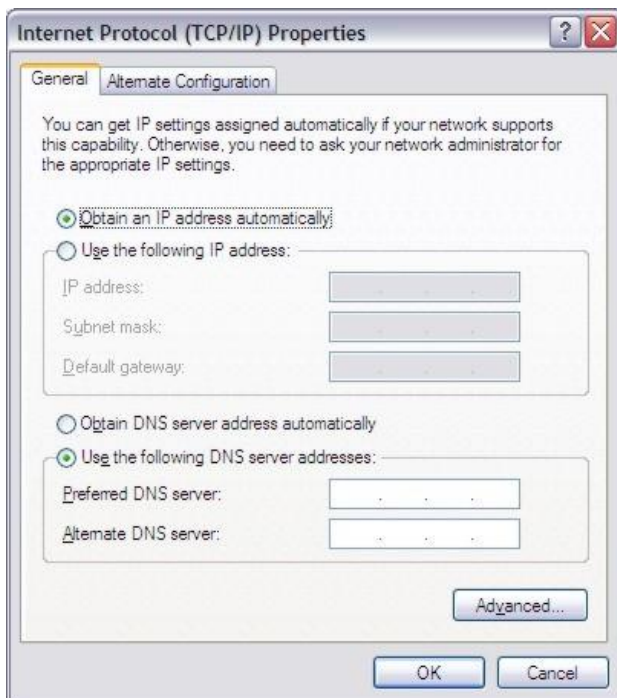 Internet Protocol (TCP/IP) Properties
General
Alternate Configuration
You can get IP settings assigned automatically if your network supports
this capability. Otherwise, you need to ask your network administrator for
the appropriate IP settings.
Obtain an IP address automatically
Use the following IP address:
IP address:
Subnet mask:
Default gateway:
Obtain DNS server address automatically
Use the following DNS server addresses:
Preferred DNS server:
Alternate DNS server:
Advanced...
OK
Cancel